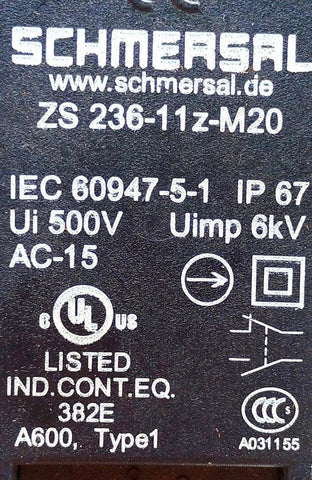 SCHMERSAL
www.schmersal.de
ZS 236-11z-M20
IEC 60947-5-1 IP 67
Ui 500V Uimp 6kV
AC-15
C UL US
LISTED
IND.CONT.EQ.
382E
A600, Type1
CCC S
A031155